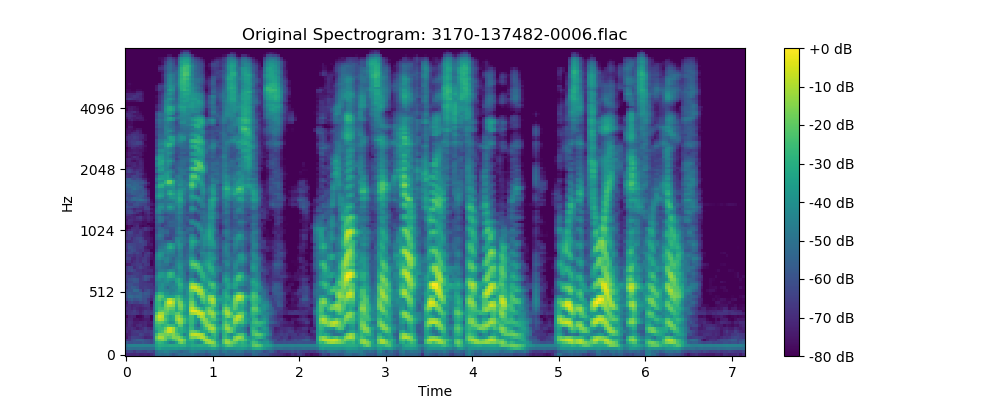 Original Spectrogram: 3170-137482-0006.flac
Hz
4096
2048
1024
512
0
0 1 2 3 4 5 6 7
Time
+0 dB
-10 dB
-20 dB
-30 dB
-40 dB
-50 dB
-60 dB
-70 dB
-80 dB